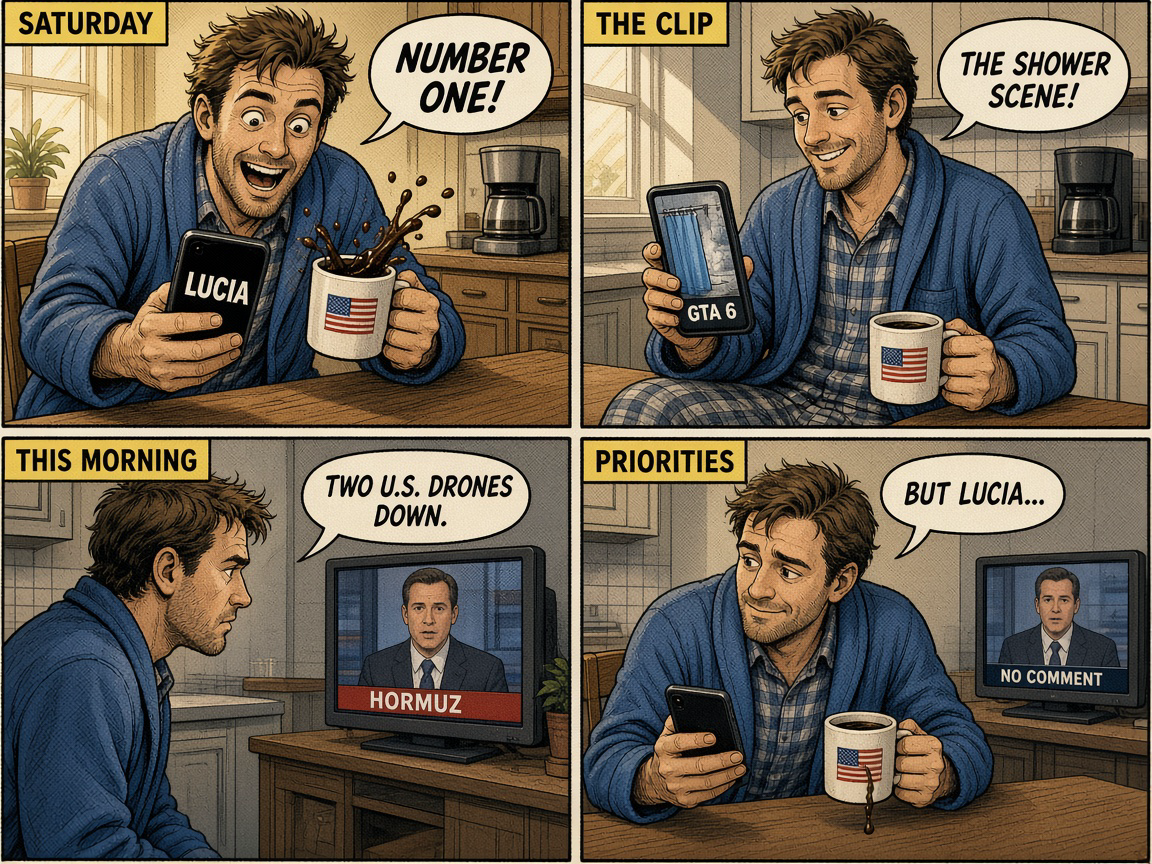 SATURDAY
NUMBER
ONE!
LUCIA
THE CLIP
THE SHOWER
SCENE!
GTA 6
THIS MORNING
TWO U.S. DRONES
DOWN.
HORMUZ
PRIORITIES
BUT LUCIA...
NO COMMENT